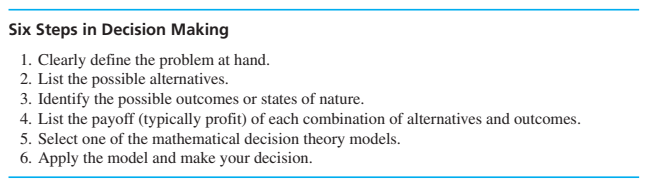 Six Steps in Decision Making
1. Clearly define the problem at hand.
2. List the possible alternatives.
3. Identify the possible outcomes or states of nature.
4. List the payoff (typically profit) of each combination of alternatives and outcomes.
5. Select one of the mathematical decision theory models.
6. Apply the model and make your decision.